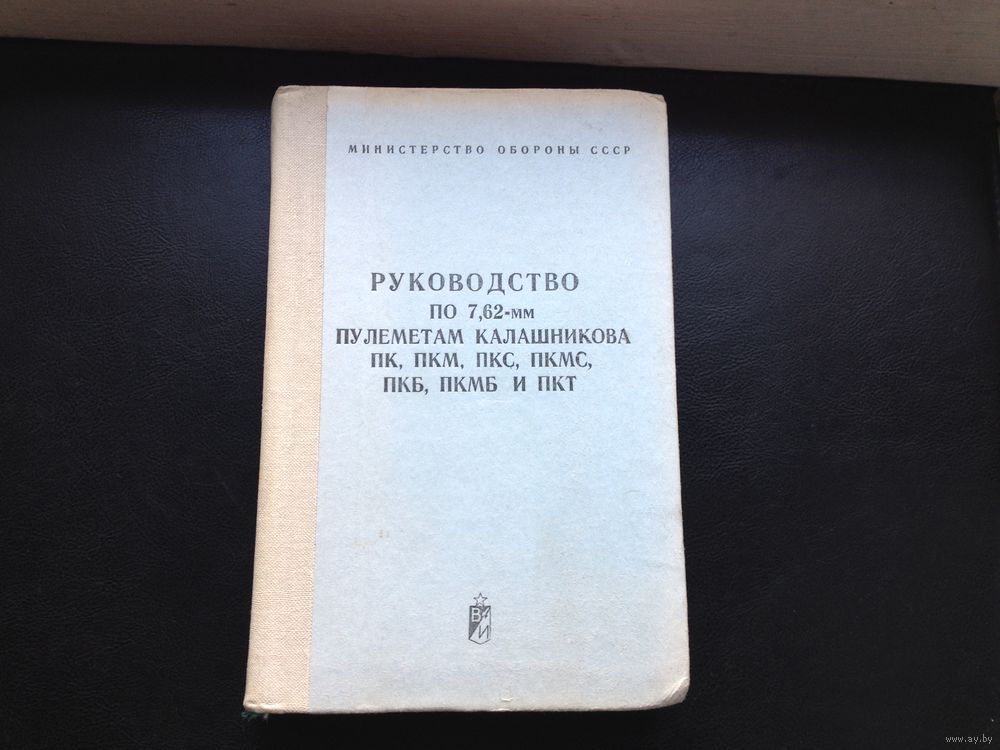 МИНИСТЕРСТВО ОБОРОНЫ СССР
РУКОВОДСТВО
ПО 7,62-мм
ПУЛЕМЕТАМ КАЛАШНИКОВА
ПК, ПКМ, ПКС, ПКМС,
ПКБ, ПКМБ И ПКТ
В
И
www.ay.by